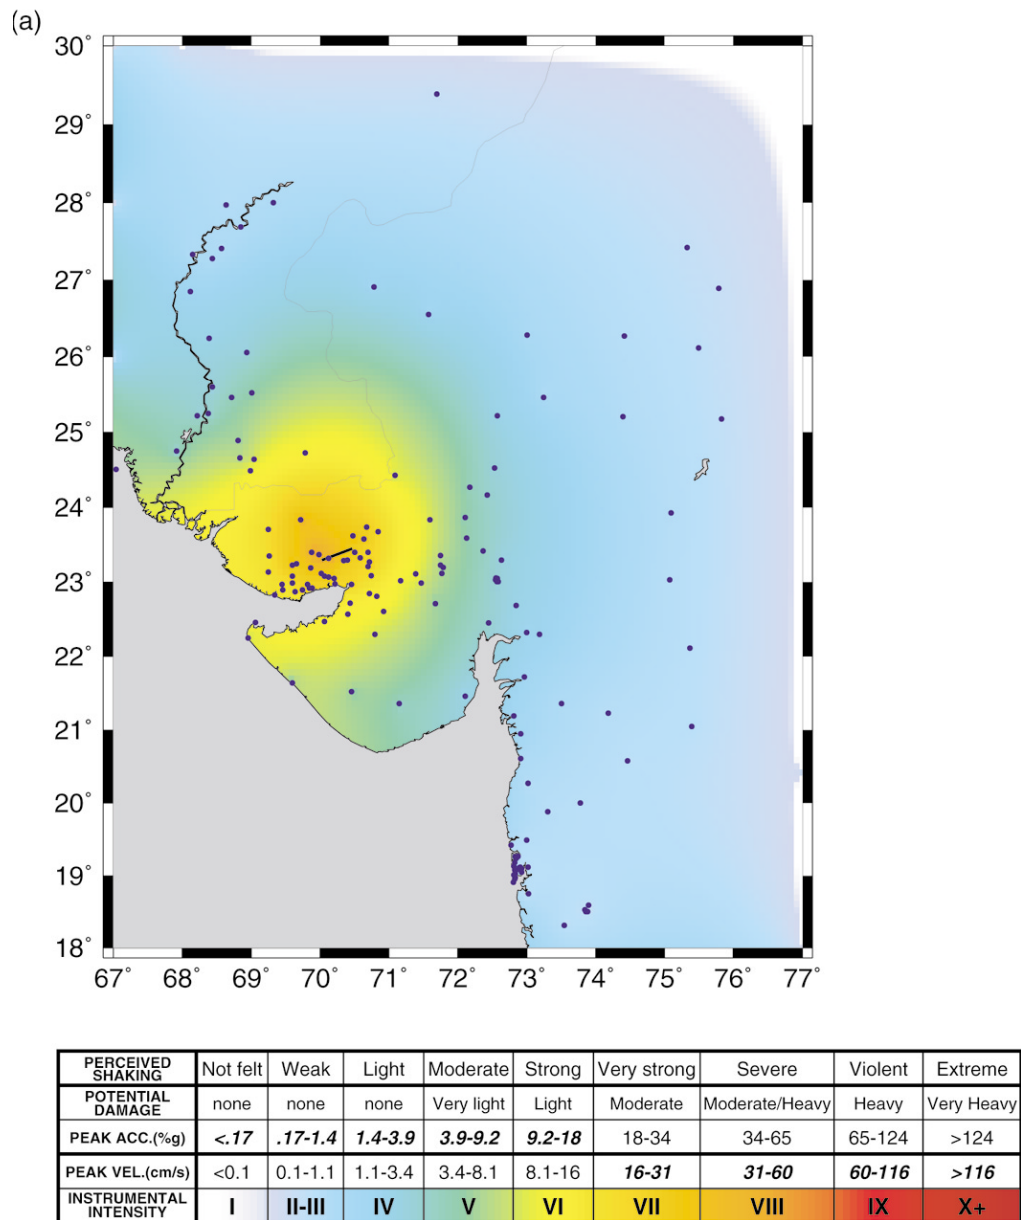 (a)
30°
29°
28°
27°
26°
25°
24°
23°
22°
21°
20°
19°
18°
67° 68° 69° 70° 71° 72° 73° 74° 75° 76° 77°
PERCEIVED SHAKING Not felt Weak Light Moderate Strong Very strong Severe Violent Extreme
POTENTIAL DAMAGE none none none Very light Light Moderate Moderate/Heavy Heavy Very Heavy
PEAK ACC.(%g) <.17 .17-1.4 1.4-3.9 3.9-9.2 9.2-18 18-34 34-65 65-124 >124
PEAK VEL.(cm/s) <0.1 0.1-1.1 1.1-3.4 3.4-8.1 8.1-16 16-31 31-60 60-116 >116
INSTRUMENTAL INTENSITY I II-III IV V VI VII VIII IX X+